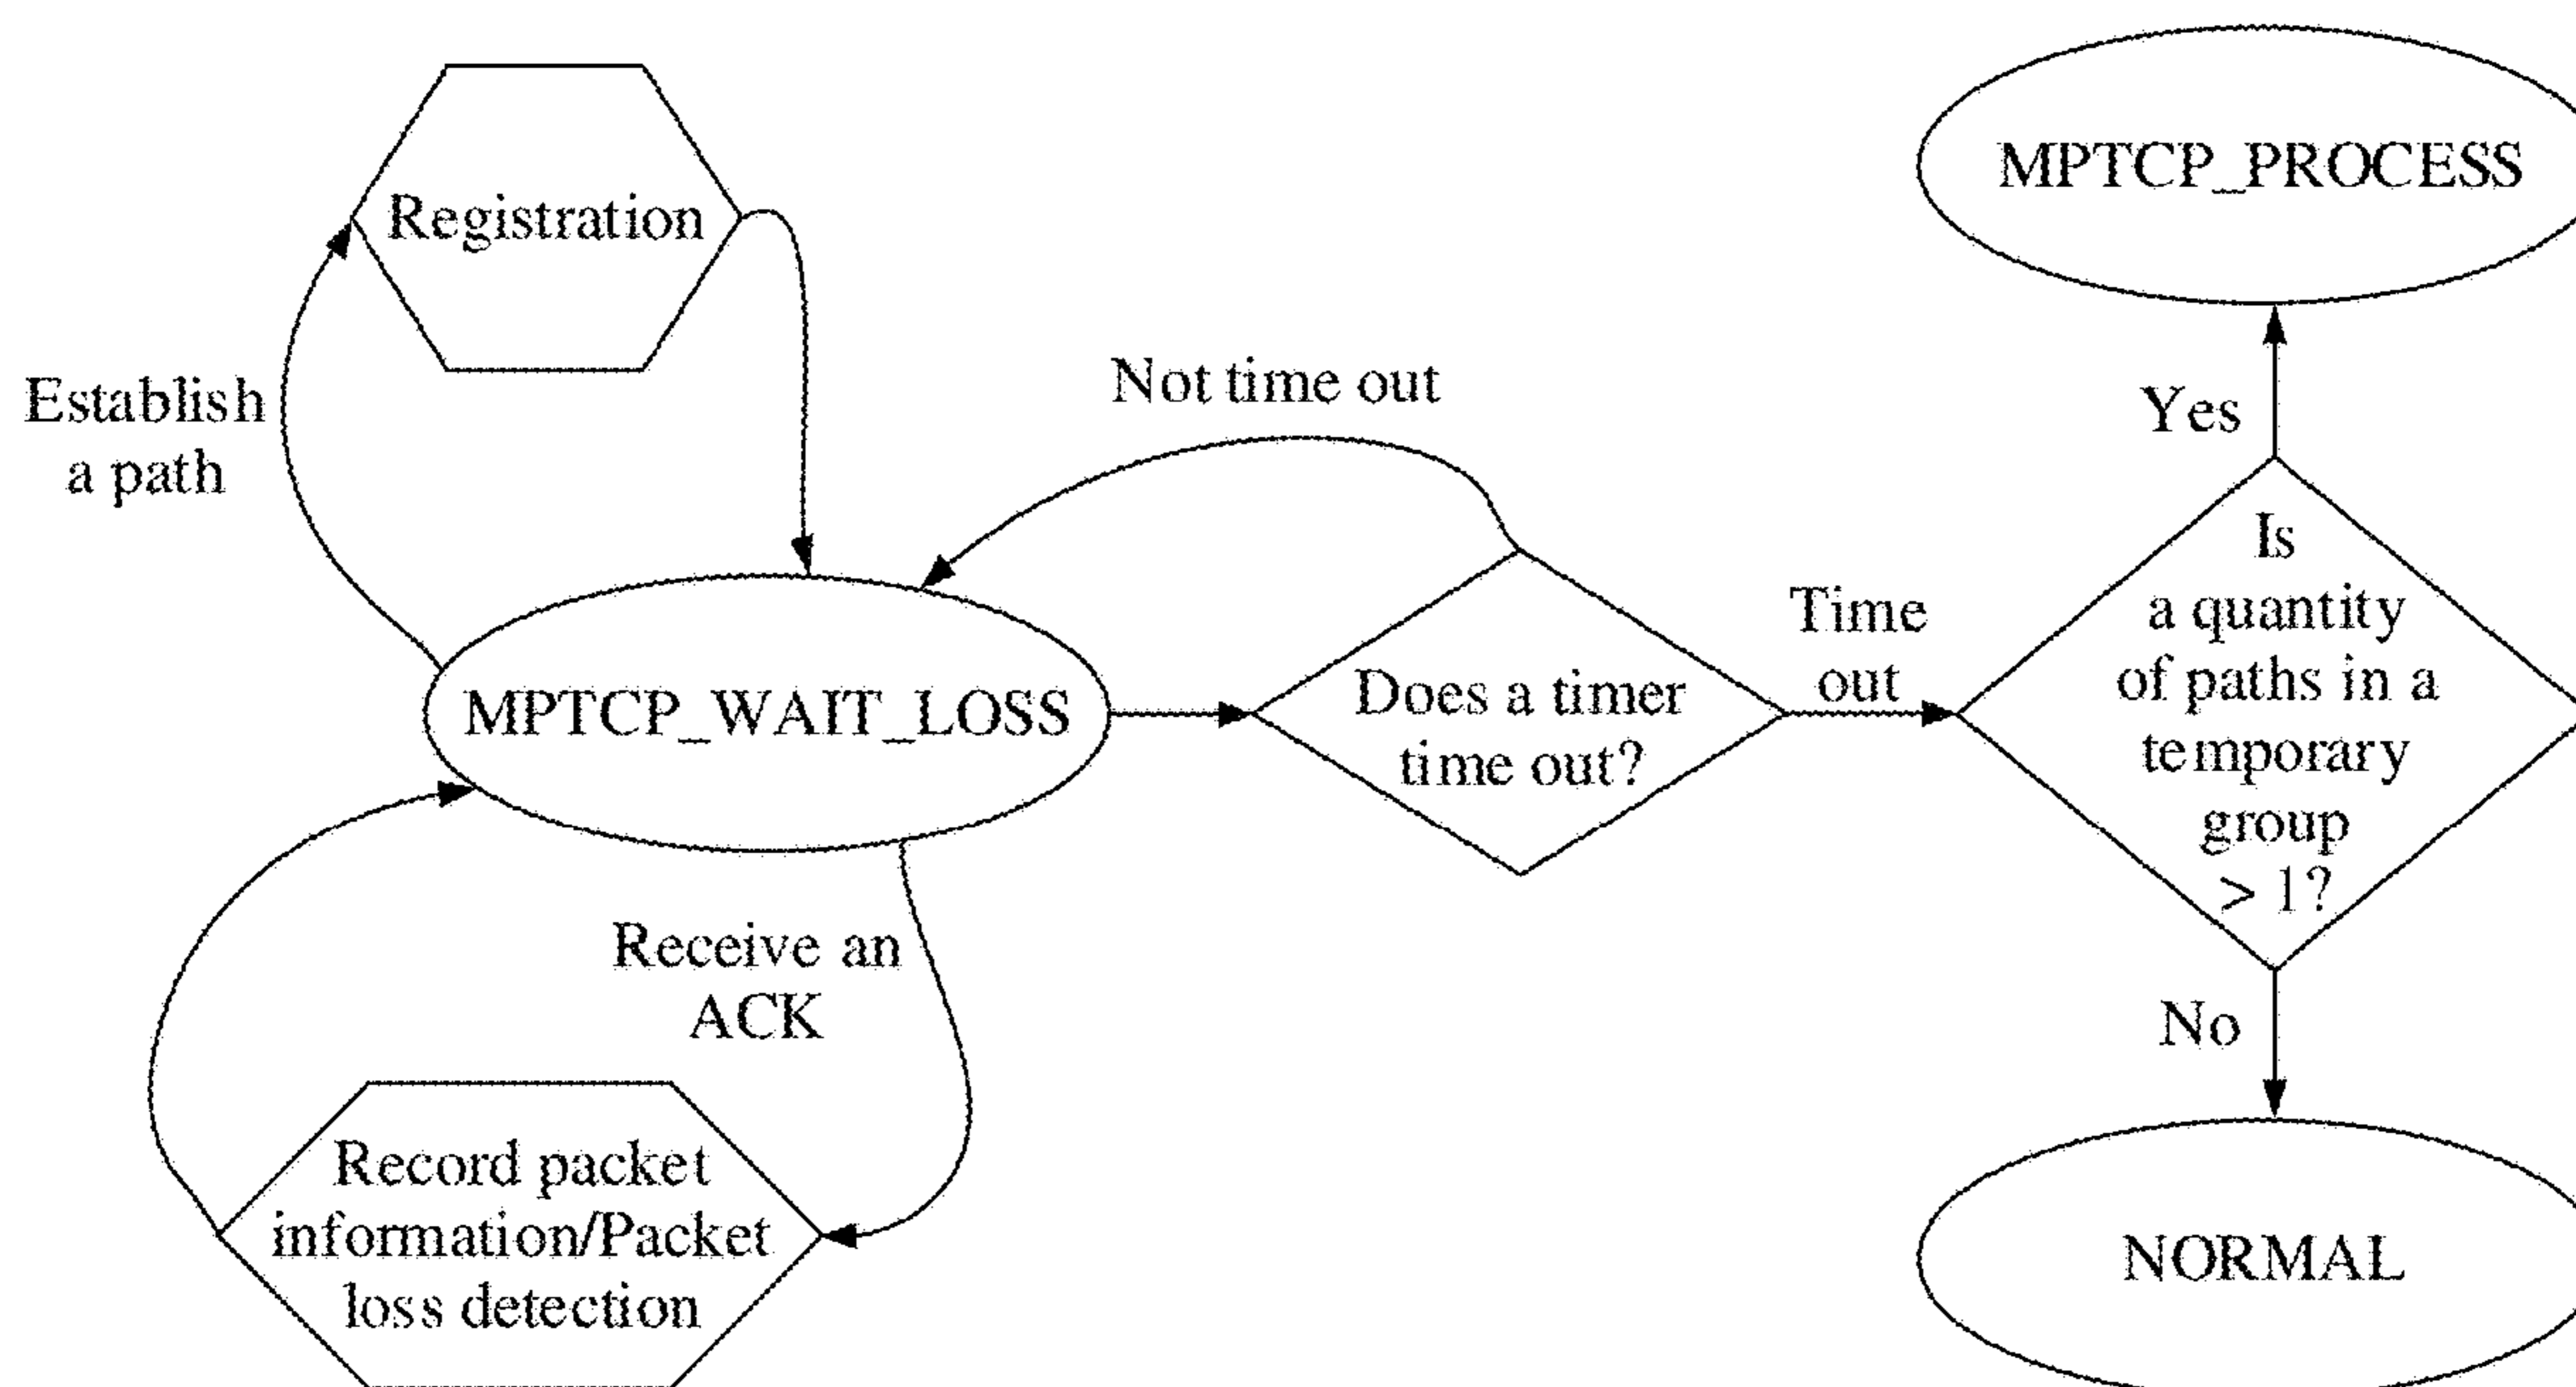 Registration
MPTCP_PROCESS
Establish
a path
Not time out
Yes
MPTCP_WAIT_LOSS
Does a timer
time out?
Time
out
Is
a quantity
of paths in a
temporary
group
> 1?
Receive an
ACK
No
Record packet
information/Packet
loss detection
NORMAL